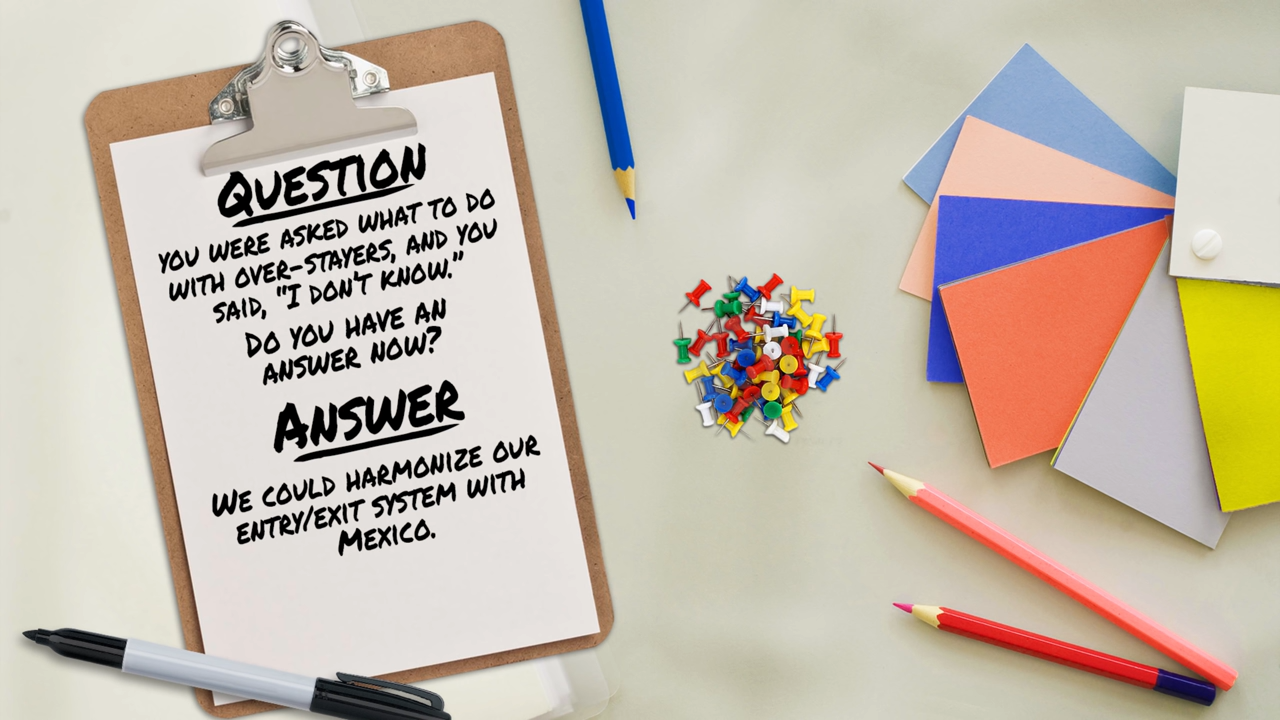 Question
You were asked what to do
with over-stayers, and you
said, "I don't know."
Do you have an
answer now?
Answer
We could harmonize our
entry/exit system with
Mexico.